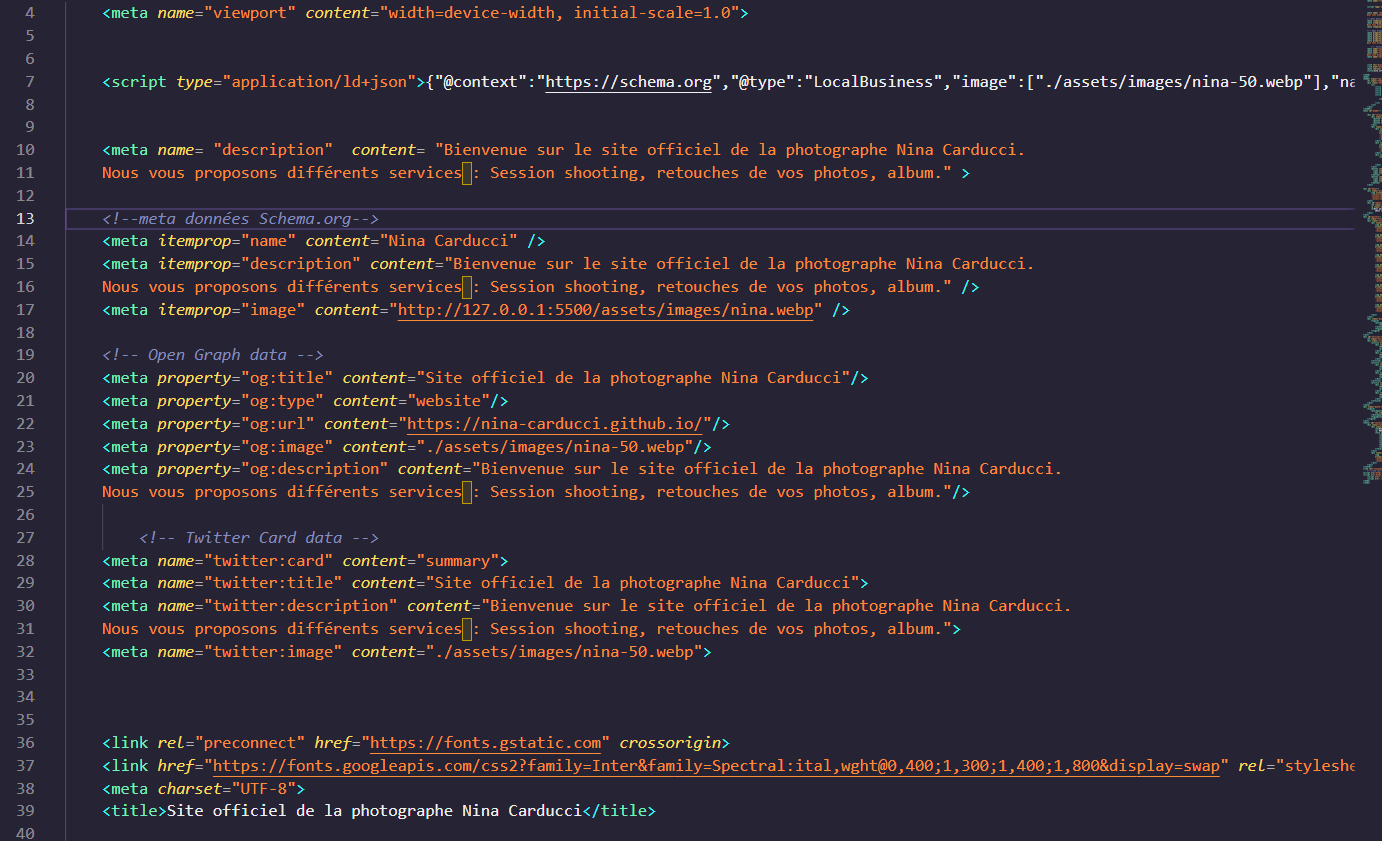 4 <meta name="viewport" content="width=device-width, initial-scale=1.0">
5
6
7 <script type="application/ld+json">{"@context":"https://schema.org","@type":"LocalBusiness","image":["./assets/images/nina-50.webp"],"na
8
9
10 <meta name= "description"  content= "Bienvenue sur le site officiel de la photographe Nina Carducci.
11 Nous vous proposons différents services : Session shooting, retouches de vos photos, album." >
12
13 <!--meta données Schema.org-->
14 <meta itemprop="name" content="Nina Carducci" />
15 <meta itemprop="description" content="Bienvenue sur le site officiel de la photographe Nina Carducci.
16 Nous vous proposons différents services : Session shooting, retouches de vos photos, album." />
17 <meta itemprop="image" content="http://127.0.0.1:5500/assets/images/nina.webp" />
18
19 <!-- Open Graph data -->
20 <meta property="og:title" content="Site officiel de la photographe Nina Carducci"/>
21 <meta property="og:type" content="website"/>
22 <meta property="og:url" content="https://nina-carducci.github.io/"/>
23 <meta property="og:image" content="./assets/images/nina-50.webp"/>
24 <meta property="og:description" content="Bienvenue sur le site officiel de la photographe Nina Carducci.
25 Nous vous proposons différents services : Session shooting, retouches de vos photos, album."/>
26
27 <!-- Twitter Card data -->
28 <meta name="twitter:card" content="summary">
29 <meta name="twitter:title" content="Site officiel de la photographe Nina Carducci">
30 <meta name="twitter:description" content="Bienvenue sur le site officiel de la photographe Nina Carducci.
31 Nous vous proposons différents services : Session shooting, retouches de vos photos, album.">
32 <meta name="twitter:image" content="./assets/images/nina-50.webp">
33
34
35
36 <link rel="preconnect" href="https://fonts.gstatic.com" crossorigin>
37 <link href="https://fonts.googleapis.com/css2?family=Inter&family=Spectral:ital,wght@0,400;1,300;1,400;1,800&display=swap" rel="styleshe
38 <meta charset="UTF-8">
39 <title>Site officiel de la photographe Nina Carducci</title>
40